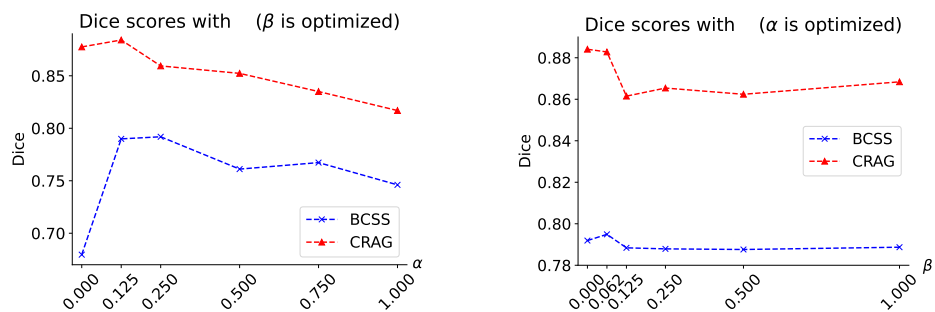 Dice scores with (β is optimized)
Dice
0.85
0.80
0.75
0.70
BCSS
CRAG
0.000
0.125
0.250
0.500
0.750
1.000
α
Dice scores with (α is optimized)
Dice
0.88
0.86
0.84
0.82
0.80
0.78
BCSS
CRAG
0.000
0.062
0.125
0.250
0.500
1.000
β